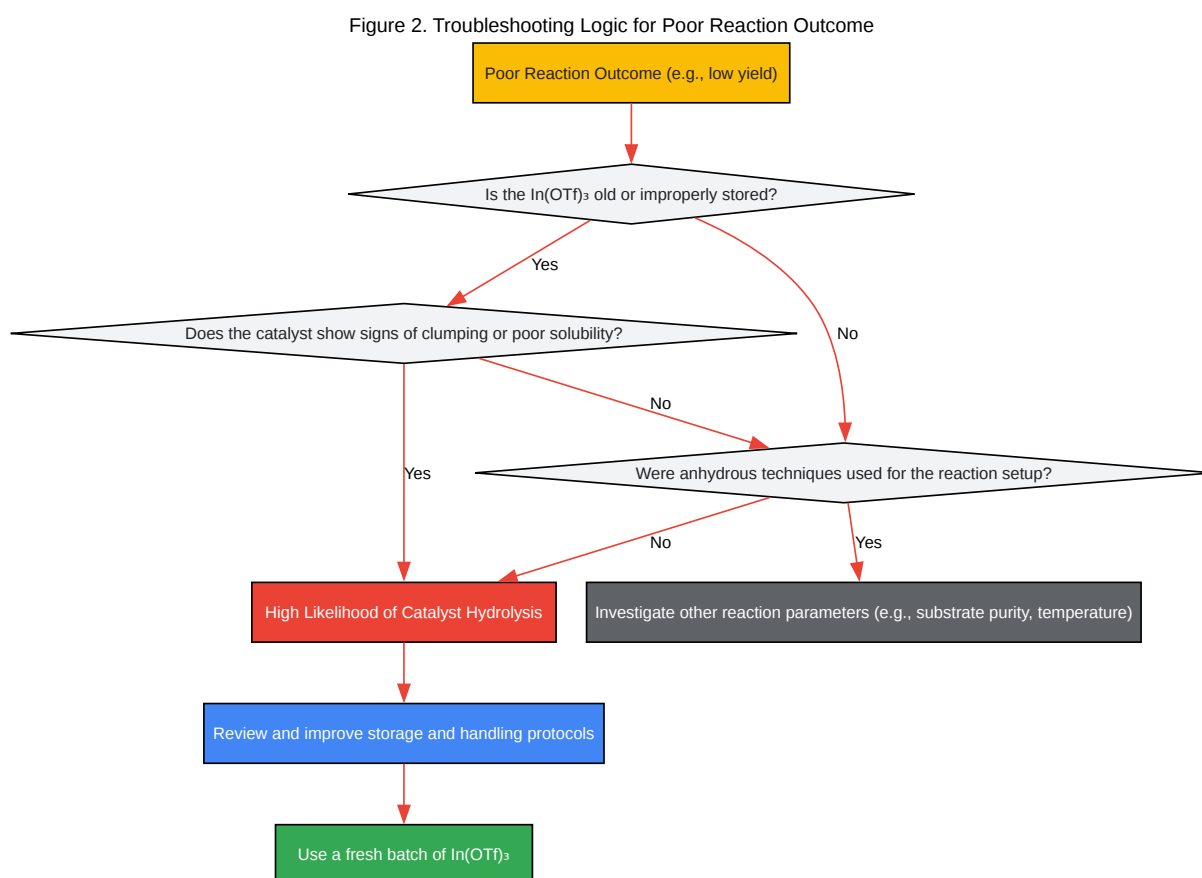 Figure 2. Troubleshooting Logic for Poor Reaction Outcome
Poor Reaction Outcome (e.g., low yield)
Is the In(OTf)₃ old or improperly stored?
Yes
Does the catalyst show signs of clumping or poor solubility?
No
No
Yes
Were anhydrous techniques used for the reaction setup?
No
Yes
High Likelihood of Catalyst Hydrolysis
Investigate other reaction parameters (e.g., substrate purity, temperature)
Review and improve storage and handling protocols
Use a fresh batch of In(OTf)₃